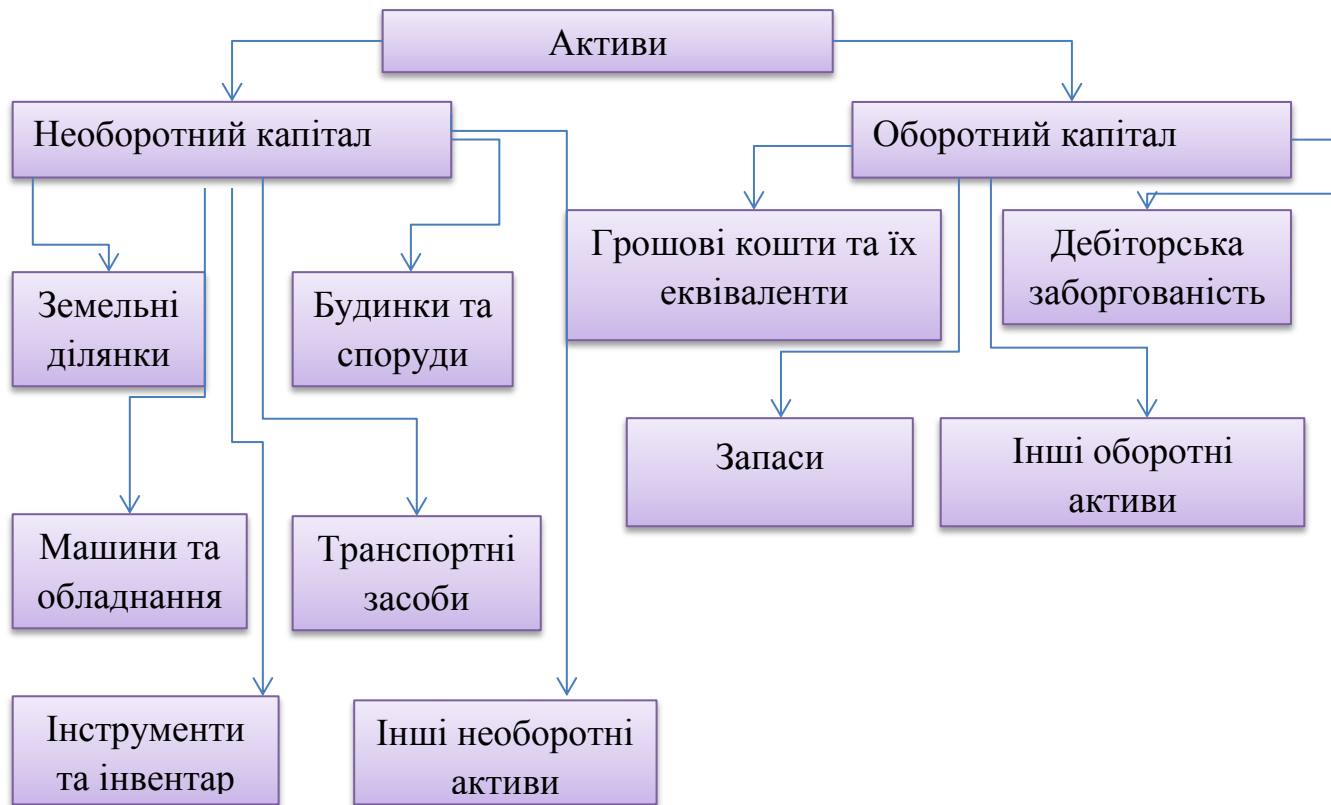 Активи
Необоротний капітал
Оборотний капітал
Грошові кошти та їх
еквіваленти
Дебіторська
заборгованість
Земельні
ділянки
Будинки та
споруди
Запаси
Інші оборотні
активи
Машини та
обладнання
Транспортні
засоби
Інструменти
та інвентар
Інші необоротні
активи